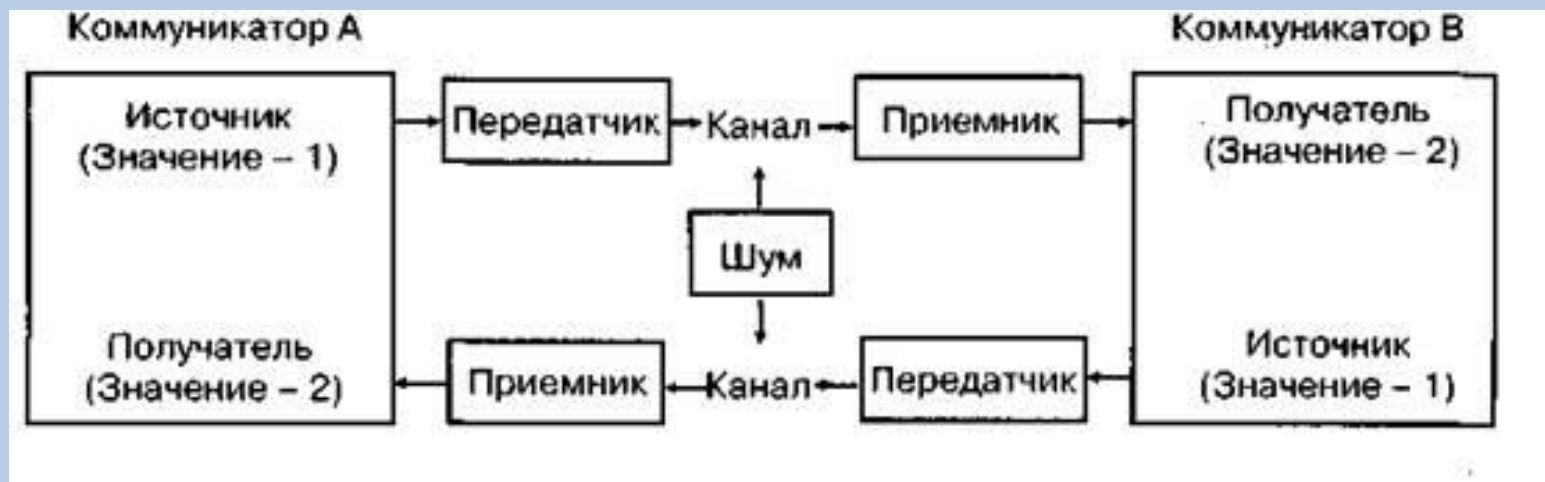 Коммуникатор А
Коммуникатор В
Источник
(Значение – 1)
Передатчик
Канал
Приемник
Получатель
(Значение – 2)
Шум
Получатель
(Значение – 2)
Приемник
Канал
Передатчик
Источник
(Значение – 1)